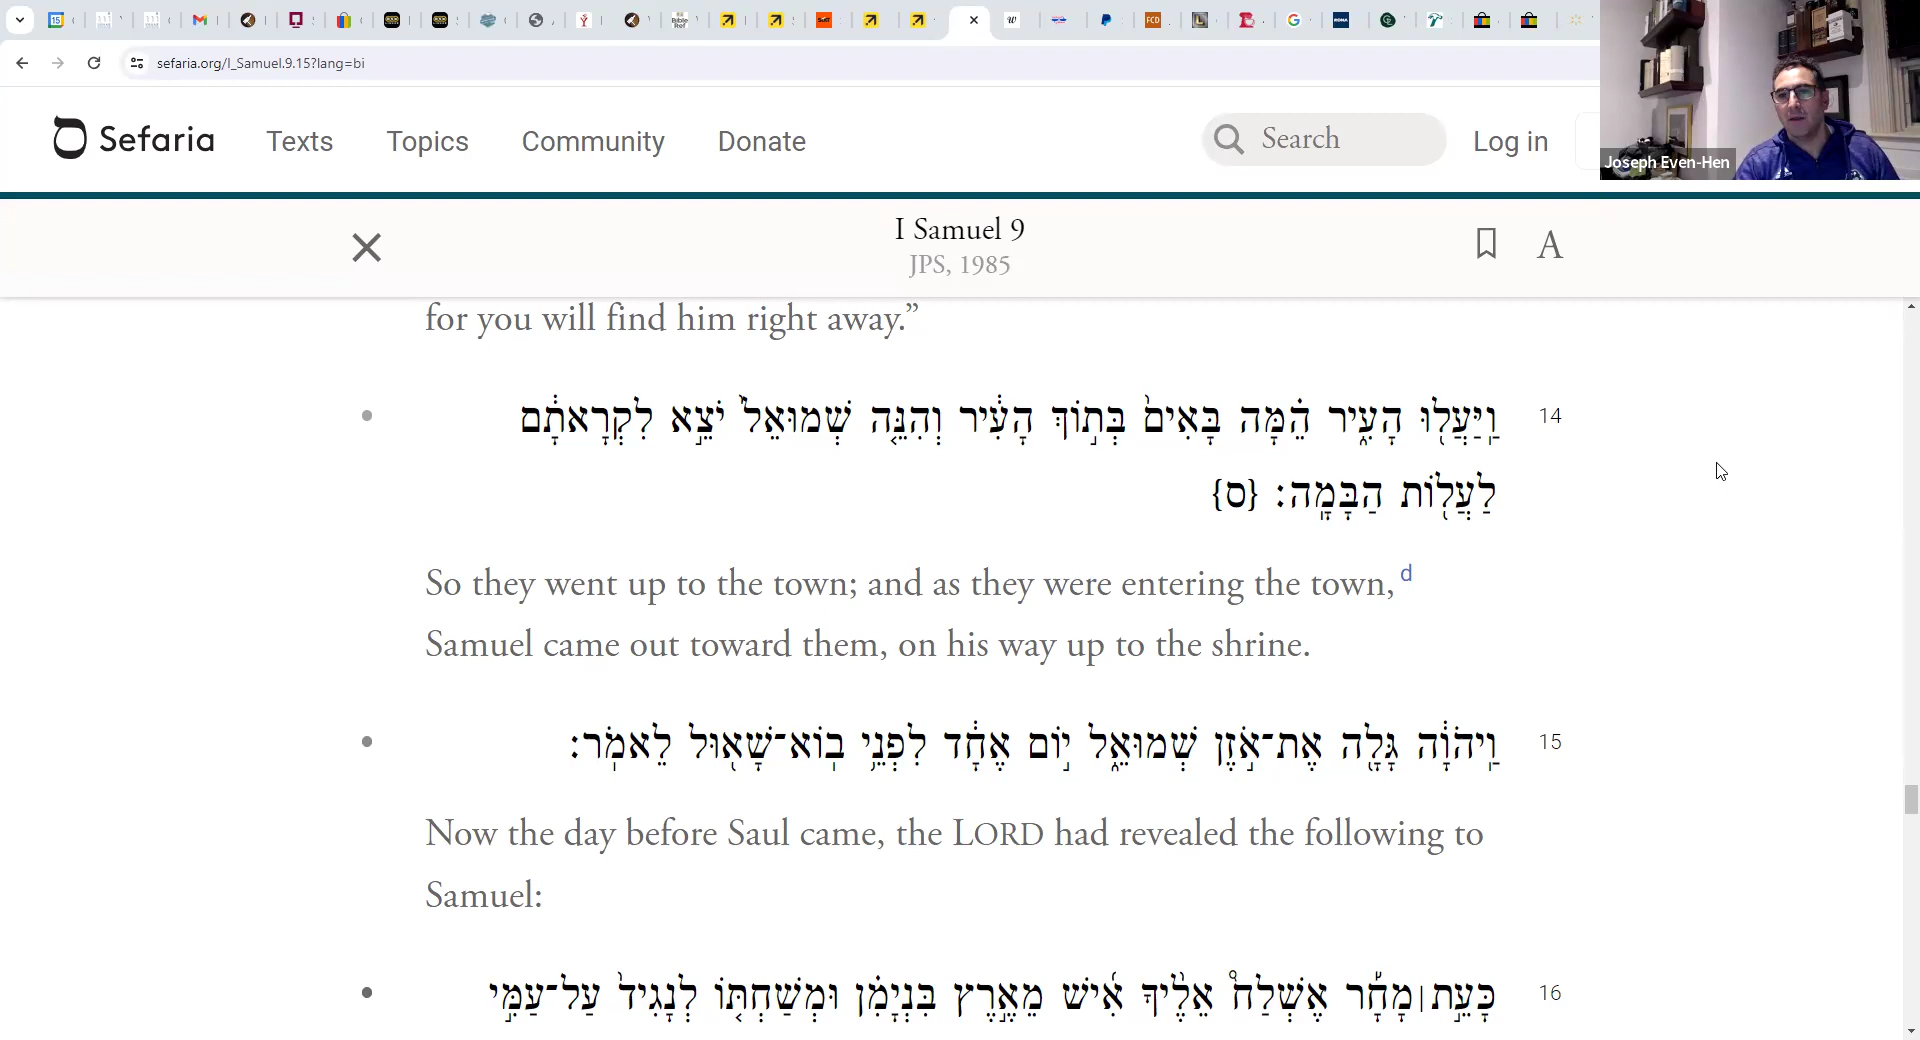 sefaria.org/I_Samuel.9.15?lang=bi
Sefaria Texts Topics Community Donate Search Log in
Joseph Even-Hen
I Samuel 9
JPS, 1985
for you will find him right away.”
14 וַֽיַּעֲל֖וּ הָעִ֑יר הֵ֗מָּה בָּאִים֙ בְּת֣וֹךְ הָעִ֔יר וְהִנֵּ֤ה שְׁמוּאֵל֙ יֹצֵ֣א לִקְרָאתָ֔ם
לַעֲל֖וֹת הַבָּמָֽה׃ {ס}
So they went up to the town; and as they were entering the town, d
Samuel came out toward them, on his way up to the shrine.
15 וַֽיהֹוָ֔ה גָּלָ֖ה אֶת־אֹ֣זֶן שְׁמוּאֵ֑ל י֣וֹם אֶחָ֔ד לִפְנֵ֥י בֽוֹא־שָׁא֖וּל לֵאמֹֽר׃
Now the day before Saul came, the LORD had revealed the following to
Samuel:
16 כָּעֵ֣ת ׀ מָחָ֡ר אֶשְׁלַח֩ אֵלֶ֨יךָ אִ֜ישׁ מֵאֶ֣רֶץ בִּנְיָמִ֗ן וּמְשַׁחְתּ֤וֹ לְנָגִיד֙ עַל־עַמִּ֣י